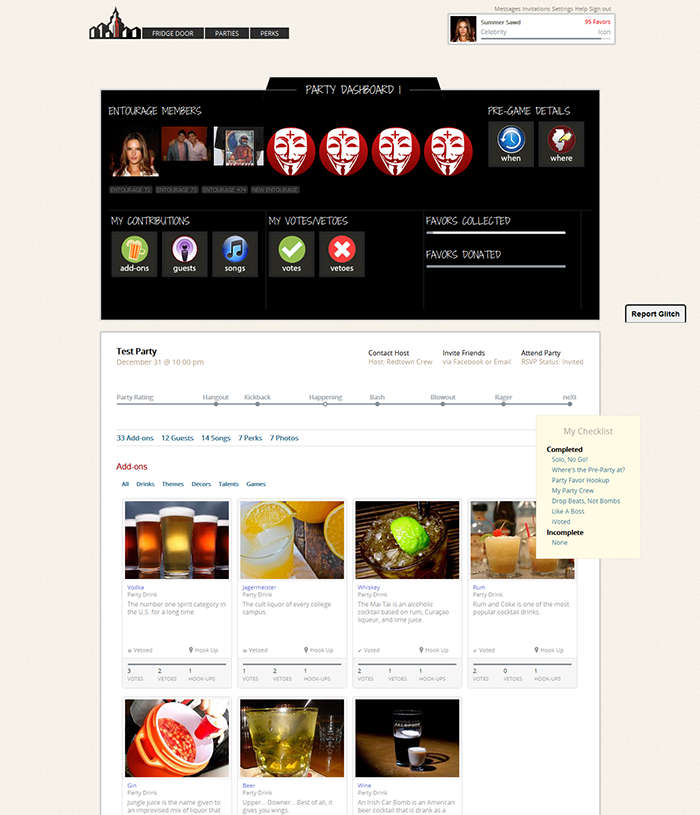 Messages Invitations Settings Help Sign out
FRIDGE DOOR PARTIES PERKS
Summer Sawd 95 Favors
Celebrity Icon
PARTY DASHBOARD |
ENTOURAGE MEMBERS
PRE-GAME DETAILS
when where
ENTOURAGE 72 ENTOURAGE 73 ENTOURAGE 474 NEW ENTOURAGE
MY CONTRIBUTIONS
add-ons guests songs
MY VOTES/VETOES
votes vetoes
FAVORS COLLECTED
FAVORS DONATED
Report Glitch
Test Party
December 31 @ 10:00 pm
Contact Host
Host: Redtown Crew
Invite Friends
via Facebook or Email
Attend Party
RSVP Status: Invited
Party Rating Hangout Kickback Happening Bash Blowout Rager neXt
33 Add-ons 12 Guests 14 Songs 7 Perks 7 Photos
My Checklist
Completed
Solo, No Go!
Where's the Pre-Party at?
Party Favor Hookup
My Party Crew
Drop Beats, Not Bombs
Like A Boss
iVoted
Incomplete
None
Add-ons
All Drinks Themes Decors Talents Games
Vodka
Party Drink
The number one spirit category in
the U.S. for a long time.
Vetoed Hook Up
3 2 1
VOTES VETOES HOOK-UPS
Jagermeister
Party Drink
The cult liquor of every college
campus.
Vetoed Hook Up
1 2 1
VOTES VETOES HOOK-UPS
Whiskey
Party Drink
The Mai Tai is an alcoholic
cocktail based on rum, Curaçao
liqueur, and lime juice.
✓ Voted Hook Up
2 1 1
VOTES VETOES HOOK-UPS
Rum
Party Drink
Rum and Coke is one of the most
popular cocktail drinks.
✓ Voted Hook Up
2 0 1
VOTES VETOES HOOK-UPS
Gin
Party Drink
Jungle juice is the name given to
an improvised mix of liquor that
Beer
Party Drink
Upper... Downer... Best of all, it
gives you wings.
Wine
Party Drink
An Irish Car Bomb is an American
beer cocktail that is drank as a